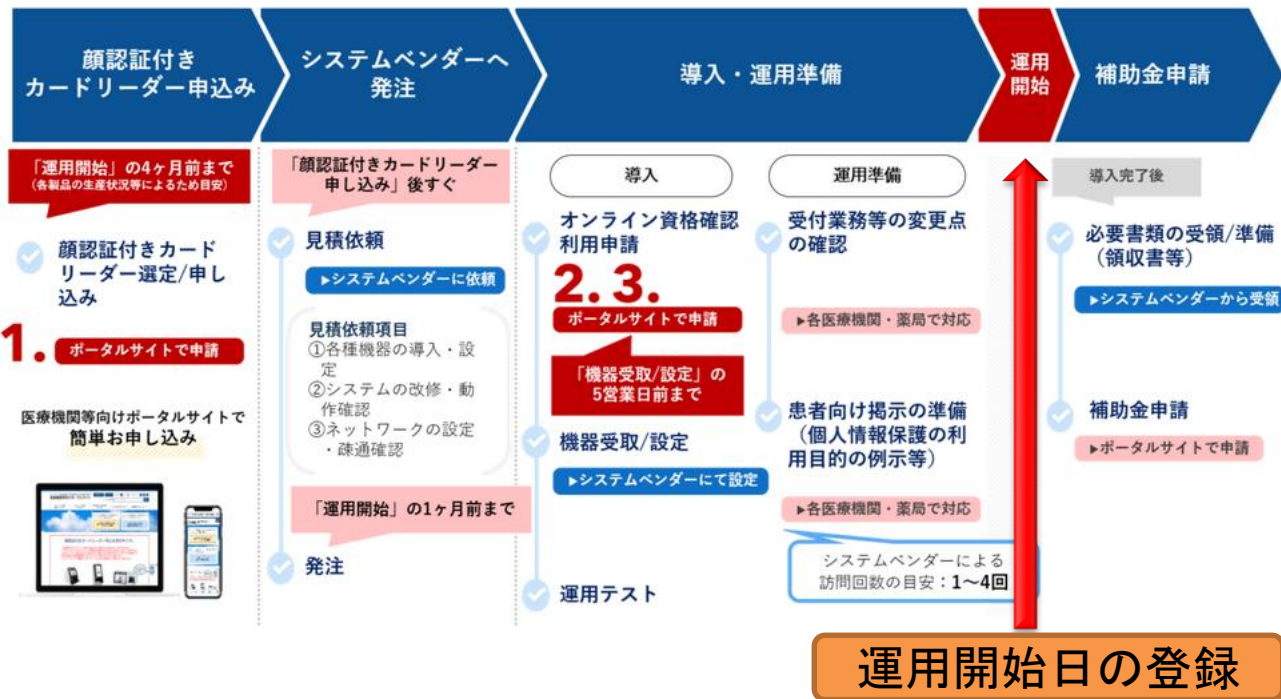 顔認証付き
カードリーダー申込み
システムベンダーへ
発注
導入・運用準備
運用
開始
補助金申請
「運用開始」の4ヶ月前まで
(各製品の生産状況等によるため目安)
顔認証付きカード
リーダー選定/申し
込み
1.
ポータルサイトで申請
医療機関等向けポータルサイトで
簡単お申し込み
「顔認証付きカードリーダー
申し込み」後すぐ
見積依頼
▶システムベンダーに依頼
見積依頼項目
①各種機器の導入・設
定
②システムの改修・動
作確認
③ネットワークの設定
・疎通確認
「運用開始」の1ヶ月前まで
発注
導入
オンライン資格確認
利用申請
2. 3.
ポータルサイトで申請
「機器受取/設定」の
5営業日前まで
機器受取/設定
▶システムベンダーにて設定
運用テスト
運用準備
受付業務等の変更点
の確認
▶各医療機関・薬局で対応
患者向け掲示の準備
（個人情報保護の利
用目的の例示等）
▶各医療機関・薬局で対応
システムベンダーによる
訪問回数の目安：1〜4回
導入完了後
必要書類の受領/準備
（領収書等）
▶システムベンダーから受領
補助金申請
▶ポータルサイトで申請
運用開始日の登録